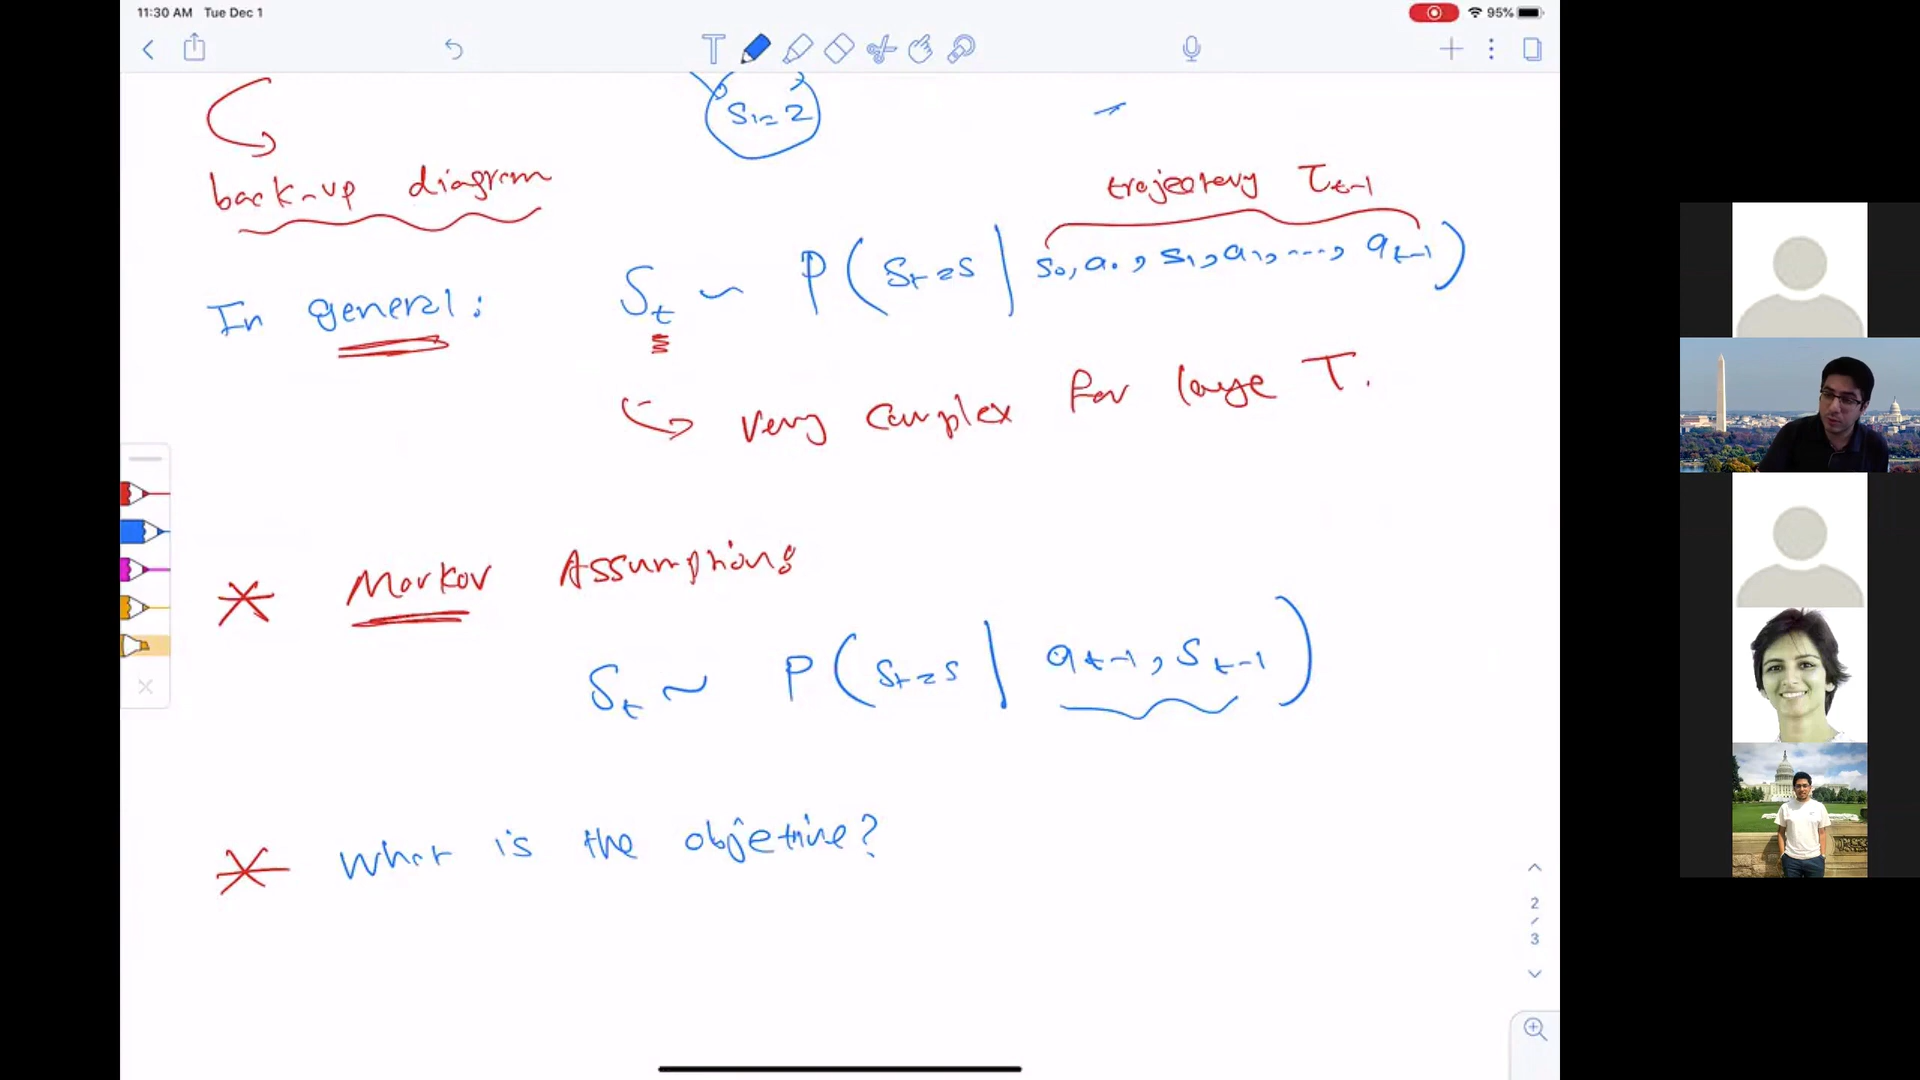 11:30 AM Tue Dec 1
95%
S₁=2
back-up diagram
trajectory τₜ₋₁
In general: Sₜ ~ P(Sₜ=s | s₀, a₀, s₁, a₁, ..., aₜ₋₁)
↪ very complex for large T.
* Markov Assumption:
Sₜ ~ P(Sₜ=s | aₜ₋₁, Sₜ₋₁)
* What is the objective?
2
/
3